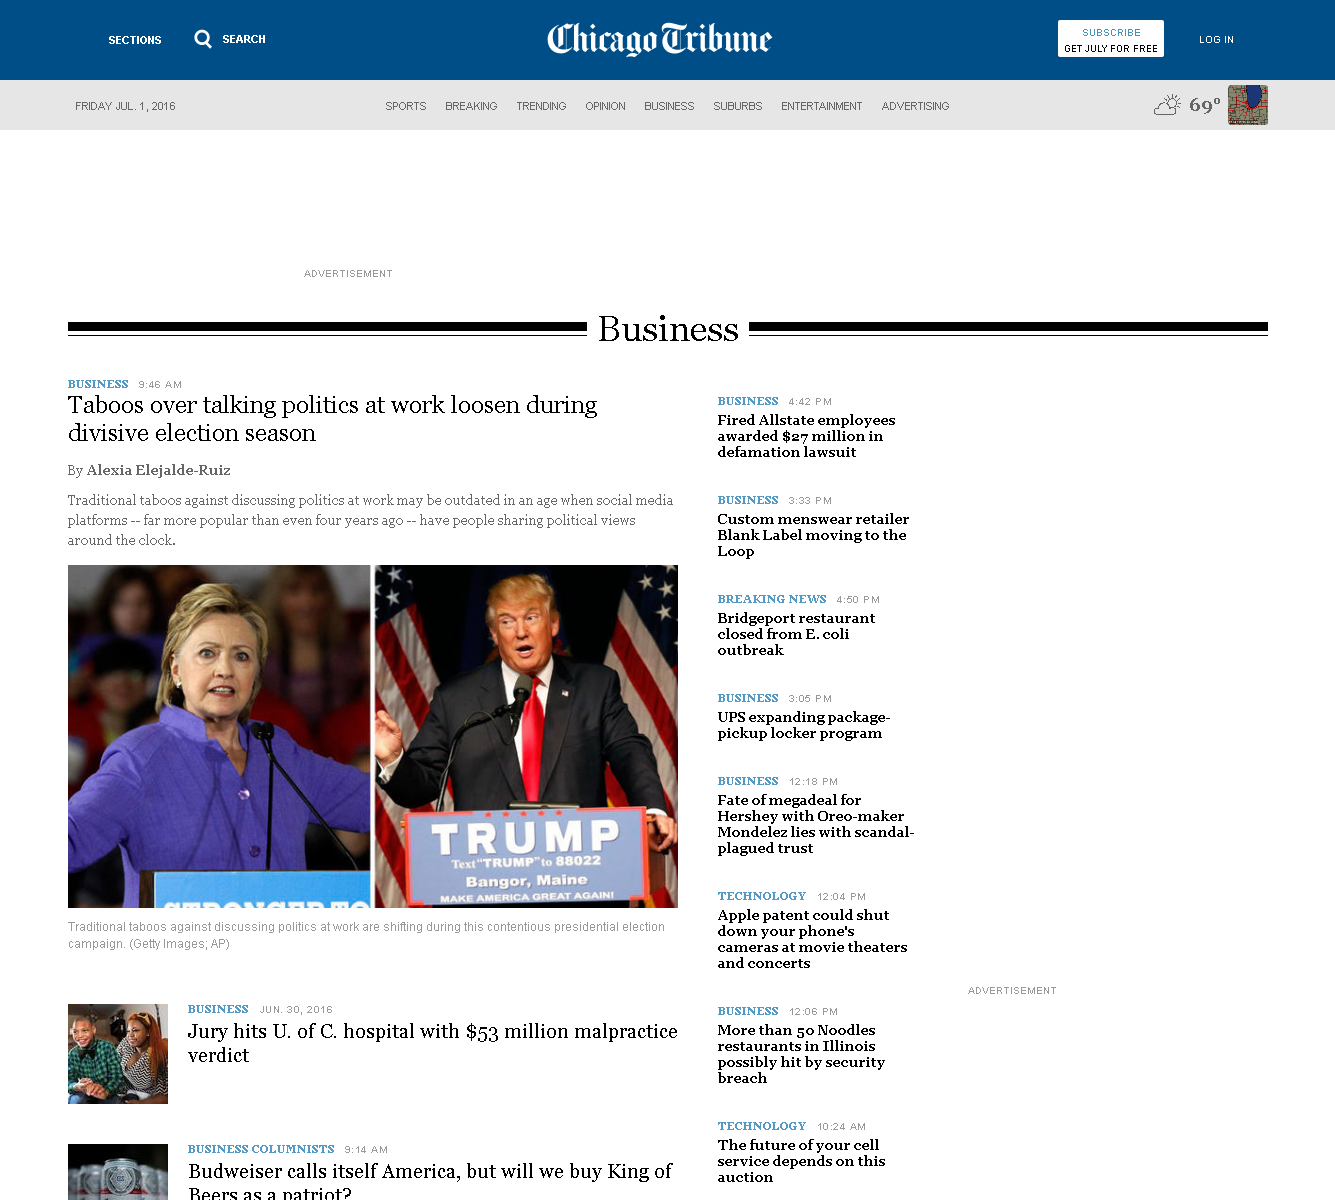 SECTIONS
SEARCH
Chicago Tribune
SUBSCRIBE
GET JULY FOR FREE
LOG IN
FRIDAY JUL. 1, 2016
SPORTS BREAKING TRENDING OPINION BUSINESS SUBURBS ENTERTAINMENT ADVERTISING
69°
ADVERTISEMENT
Business
BUSINESS 9:46 AM
Taboos over talking politics at work loosen during
divisive election season
By Alexia Elejalde-Ruiz
Traditional taboos against discussing politics at work may be outdated in an age when social media
platforms -- far more popular than even four years ago -- have people sharing political views
around the clock.
STRONGER TO
TRUMP
Text "TRUMP" to 88022
Bangor, Maine
MAKE AMERICA GREAT AGAIN!
Traditional taboos against discussing politics at work are shifting during this contentious presidential election
campaign. (Getty Images; AP)
BUSINESS JUN. 30, 2016
Jury hits U. of C. hospital with $53 million malpractice
verdict
BUSINESS COLUMNISTS 9:14 AM
Budweiser calls itself America, but will we buy King of
Beers as a patriot?
BUSINESS 4:42 PM
Fired Allstate employees
awarded $27 million in
defamation lawsuit
BUSINESS 3:33 PM
Custom menswear retailer
Blank Label moving to the
Loop
BREAKING NEWS 4:50 PM
Bridgeport restaurant
closed from E. coli
outbreak
BUSINESS 3:05 PM
UPS expanding package-
pickup locker program
BUSINESS 12:18 PM
Fate of megadeal for
Hershey with Oreo-maker
Mondelez lies with scandal-
plagued trust
TECHNOLOGY 12:04 PM
Apple patent could shut
down your phone's
cameras at movie theaters
and concerts
BUSINESS 12:06 PM
More than 50 Noodles
restaurants in Illinois
possibly hit by security
breach
TECHNOLOGY 10:24 AM
The future of your cell
service depends on this
auction
ADVERTISEMENT